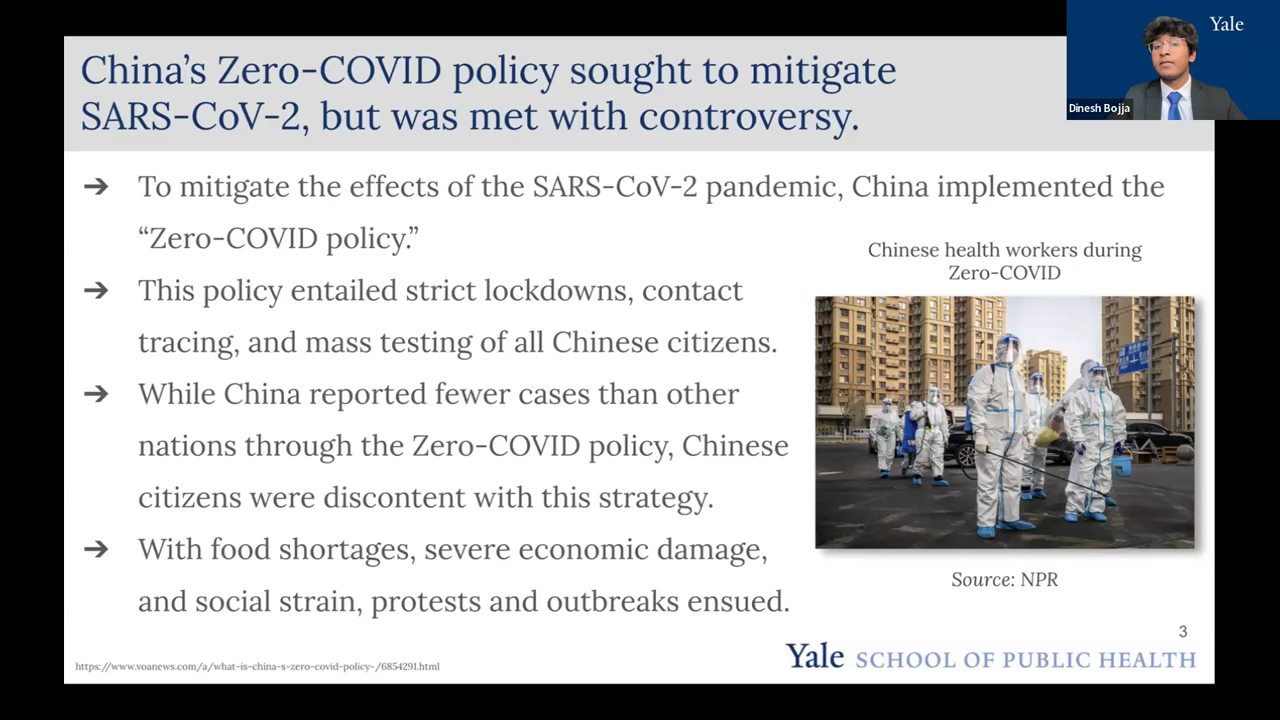 China's Zero-COVID policy sought to mitigate
SARS-CoV-2, but was met with controversy.
Yale
Dinesh Bojja
➔ To mitigate the effects of the SARS-CoV-2 pandemic, China implemented the
“Zero-COVID policy.”
➔ This policy entailed strict lockdowns, contact
tracing, and mass testing of all Chinese citizens.
➔ While China reported fewer cases than other
nations through the Zero-COVID policy, Chinese
citizens were discontent with this strategy.
➔ With food shortages, severe economic damage,
and social strain, protests and outbreaks ensued.
Chinese health workers during
Zero-COVID
Source: NPR
3
https://www.voanews.com/a/what-is-china-s-zero-covid-policy-/6854291.html
Yale SCHOOL OF PUBLIC HEALTH